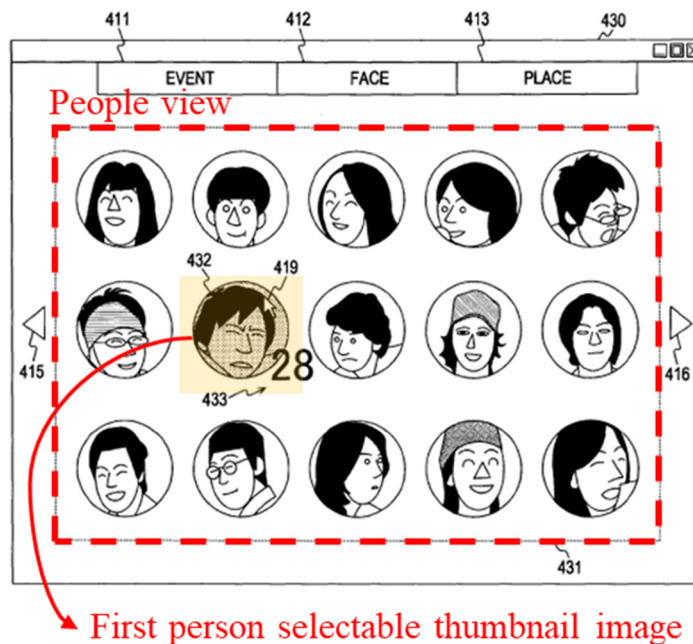 411 412 413 430
EVENT FACE PLACE
People view
432 419
415 28 416
433
431
First person selectable thumbnail image